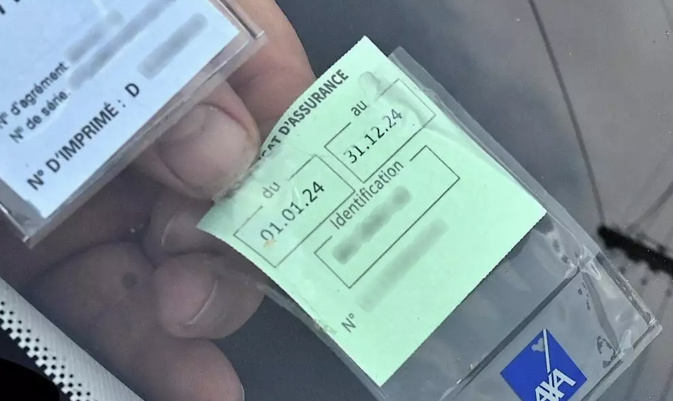 N° d'agrément
N° de série:
N° D'IMPRIMÉ : D
D'ASSURANCE
du
01.01.24
au
31.12.24
Identification
N°
AXA